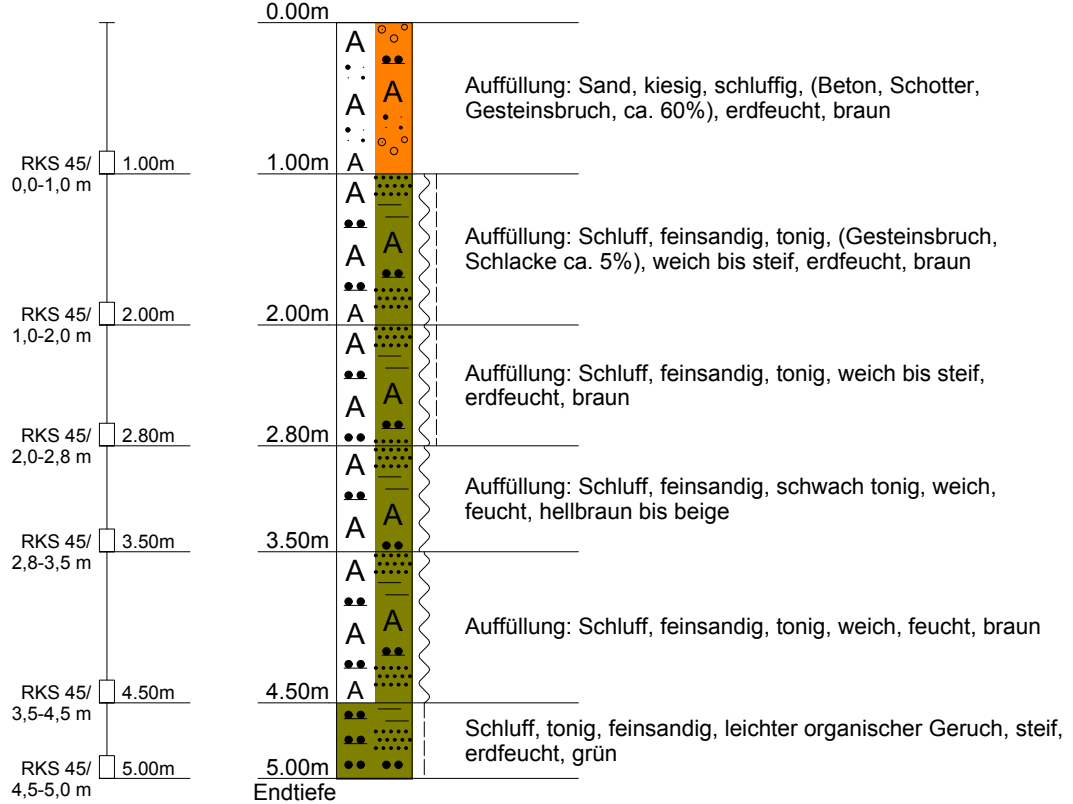 0.00m
A
A
A
A
Auffüllung: Sand, kiesig, schluffig, (Beton, Schotter,
Gesteinsbruch, ca. 60%), erdfeucht, braun
RKS 45/
0,0-1,0 m
1.00m
1.00m
A
A
A
A
Auffüllung: Schluff, feinsandig, tonig, (Gesteinsbruch,
Schlacke ca. 5%), weich bis steif, erdfeucht, braun
RKS 45/
1,0-2,0 m
2.00m
2.00m
A
A
A
Auffüllung: Schluff, feinsandig, tonig, weich bis steif,
erdfeucht, braun
RKS 45/
2,0-2,8 m
2.80m
2.80m
A
A
A
Auffüllung: Schluff, feinsandig, schwach tonig, weich,
feucht, hellbraun bis beige
RKS 45/
2,8-3,5 m
3.50m
3.50m
A
A
A
A
Auffüllung: Schluff, feinsandig, tonig, weich, feucht, braun
RKS 45/
3,5-4,5 m
4.50m
4.50m
Schluff, tonig, feinsandig, leichter organischer Geruch, steif,
erdfeucht, grün
RKS 45/
4,5-5,0 m
5.00m
5.00m
Endtiefe